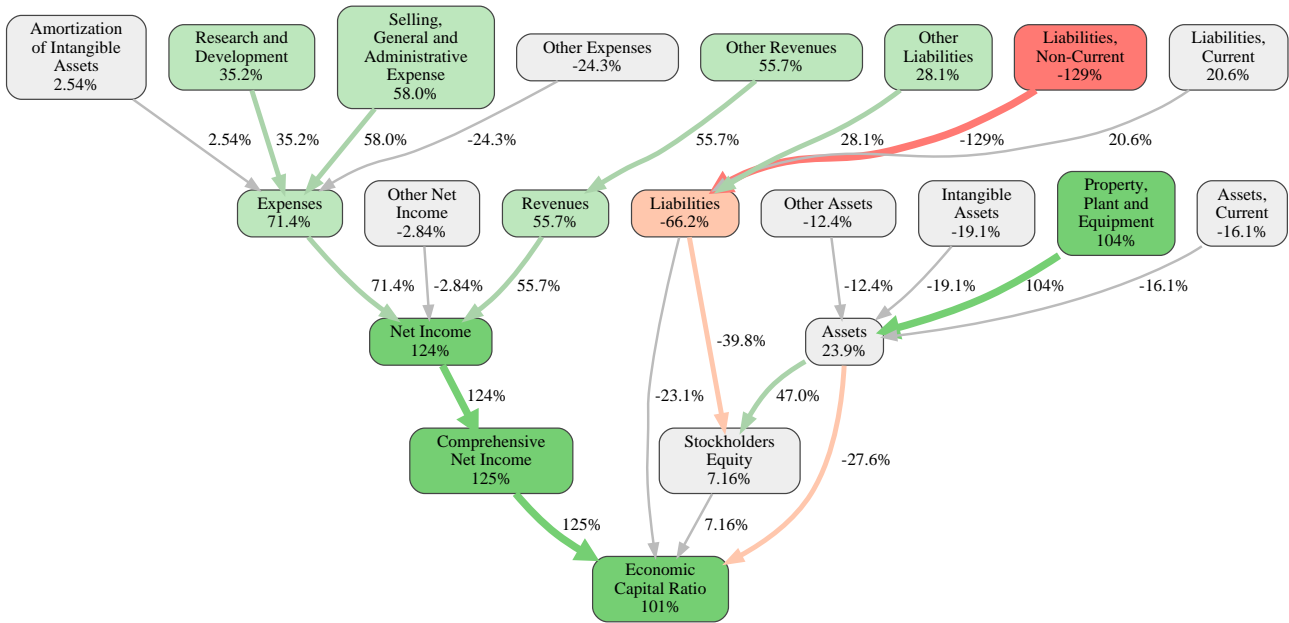 Amortization
of Intangible
Assets
2.54%
Research and
Development
35.2%
Selling,
General and
Administrative
Expense
58.0%
Other Expenses
-24.3%
Other Revenues
55.7%
Other
Liabilities
28.1%
Liabilities,
Non-Current
-129%
Liabilities,
Current
20.6%
2.54%
35.2%
58.0%
-24.3%
55.7%
28.1%
-129%
20.6%
Expenses
71.4%
Other Net
Income
-2.84%
Revenues
55.7%
Liabilities
-66.2%
Other Assets
-12.4%
Intangible
Assets
-19.1%
Property,
Plant and
Equipment
104%
Assets,
Current
-16.1%
71.4%
-2.84%
55.7%
-12.4%
-19.1%
104%
-16.1%
Net Income
124%
Assets
23.9%
-39.8%
124%
-23.1%
47.0%
Comprehensive
Net Income
125%
Stockholders
Equity
7.16%
-27.6%
125%
7.16%
Economic
Capital Ratio
101%